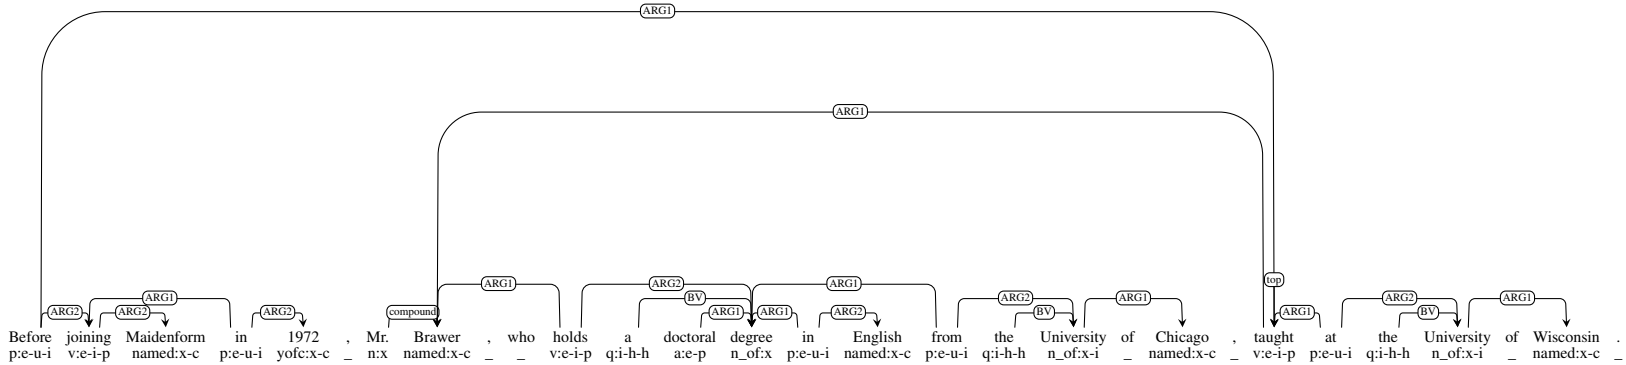 ARG1
ARG1
top
ARG1 ARG2 ARG1
ARG1 BV ARG2 ARG1 ARG2 ARG1
ARG2 ARG2 ARG2 compound ARG1 ARG1 ARG2 BV ARG1 BV
Before joining Maidenform in 1972 , Mr. Brawer , who holds a doctoral degree in English from the University of Chicago , taught at the University of Wisconsin .
p:e-u-i v:e-i-p named:x-c p:e-u-i yofc:x-c _ n:x named:x-c _ _ v:e-i-p q:i-h-h a:e-p n_of:x p:e-u-i named:x-c p:e-u-i q:i-h-h n_of:x-i _ named:x-c _ v:e-i-p p:e-u-i q:i-h-h n_of:x-i _ named:x-c _